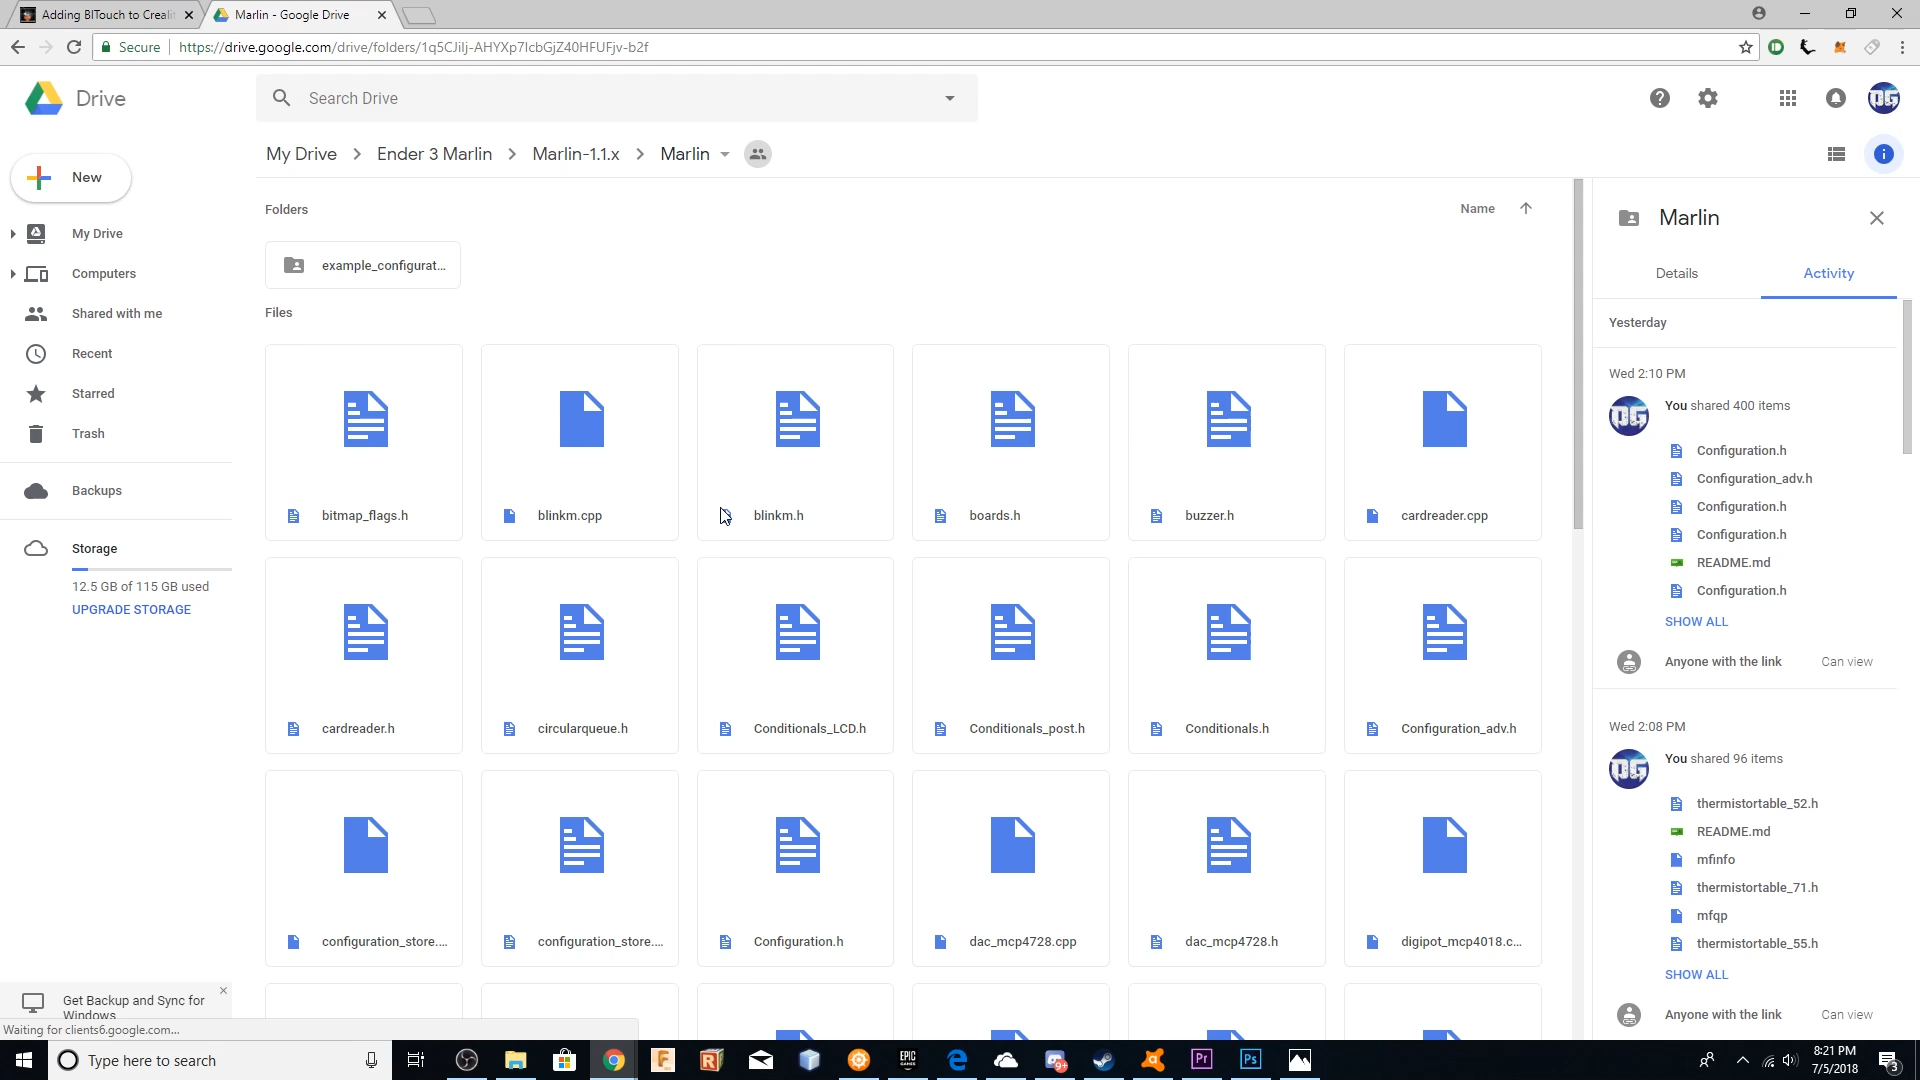 Adding BlTouch to Crealit
Marlin - Google Drive
Secure
https://drive.google.com/drive/folders/1q5CJiIj-AHYXp7IcbGjZ40HFUFjv-b2f
Drive
Search Drive
My Drive
Ender 3 Marlin
Marlin-1.1.x
Marlin
New
My Drive
Computers
Shared with me
Recent
Starred
Trash
Backups
Storage
12.5 GB of 115 GB used
UPGRADE STORAGE
Get Backup and Sync for
Windows
Waiting for clients6.google.com...
Folders
Name
example_configurat...
Files
bitmap_flags.h
blinkm.cpp
blinkm.h
boards.h
buzzer.h
cardreader.cpp
cardreader.h
circularqueue.h
Conditionals_LCD.h
Conditionals_post.h
Conditionals.h
Configuration_adv.h
configuration_store....
configuration_store....
Configuration.h
dac_mcp4728.cpp
dac_mcp4728.h
digipot_mcp4018.c...
Marlin
Details
Activity
Yesterday
Wed 2:10 PM
You shared 400 items
Configuration.h
Configuration_adv.h
Configuration.h
Configuration.h
README.md
Configuration.h
SHOW ALL
Anyone with the link
Can view
Wed 2:08 PM
You shared 96 items
thermistortable_52.h
README.md
mfinfo
thermistortable_71.h
mfqp
thermistortable_55.h
SHOW ALL
Anyone with the link
Can view
Type here to search
EPIC
GAMES
Pr
Ps
8:21 PM
7/5/2018
3